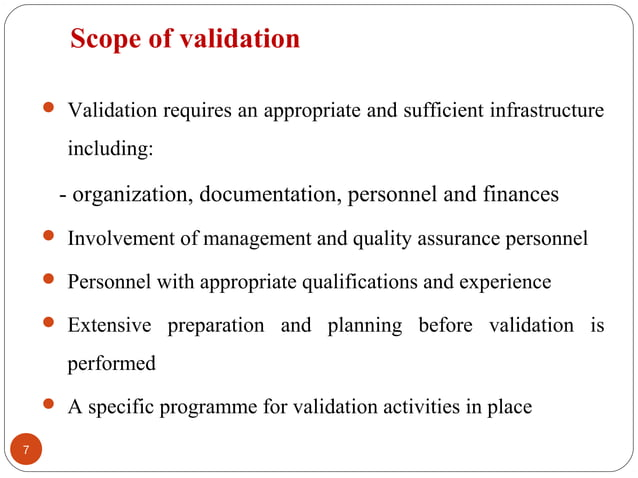 Scope of validation
Validation requires an appropriate and sufficient infrastructure
including:
- organization, documentation, personnel and finances
Involvement of management and quality assurance personnel
Personnel with appropriate qualifications and experience
Extensive preparation and planning before validation is
performed
A specific programme for validation activities in place
7